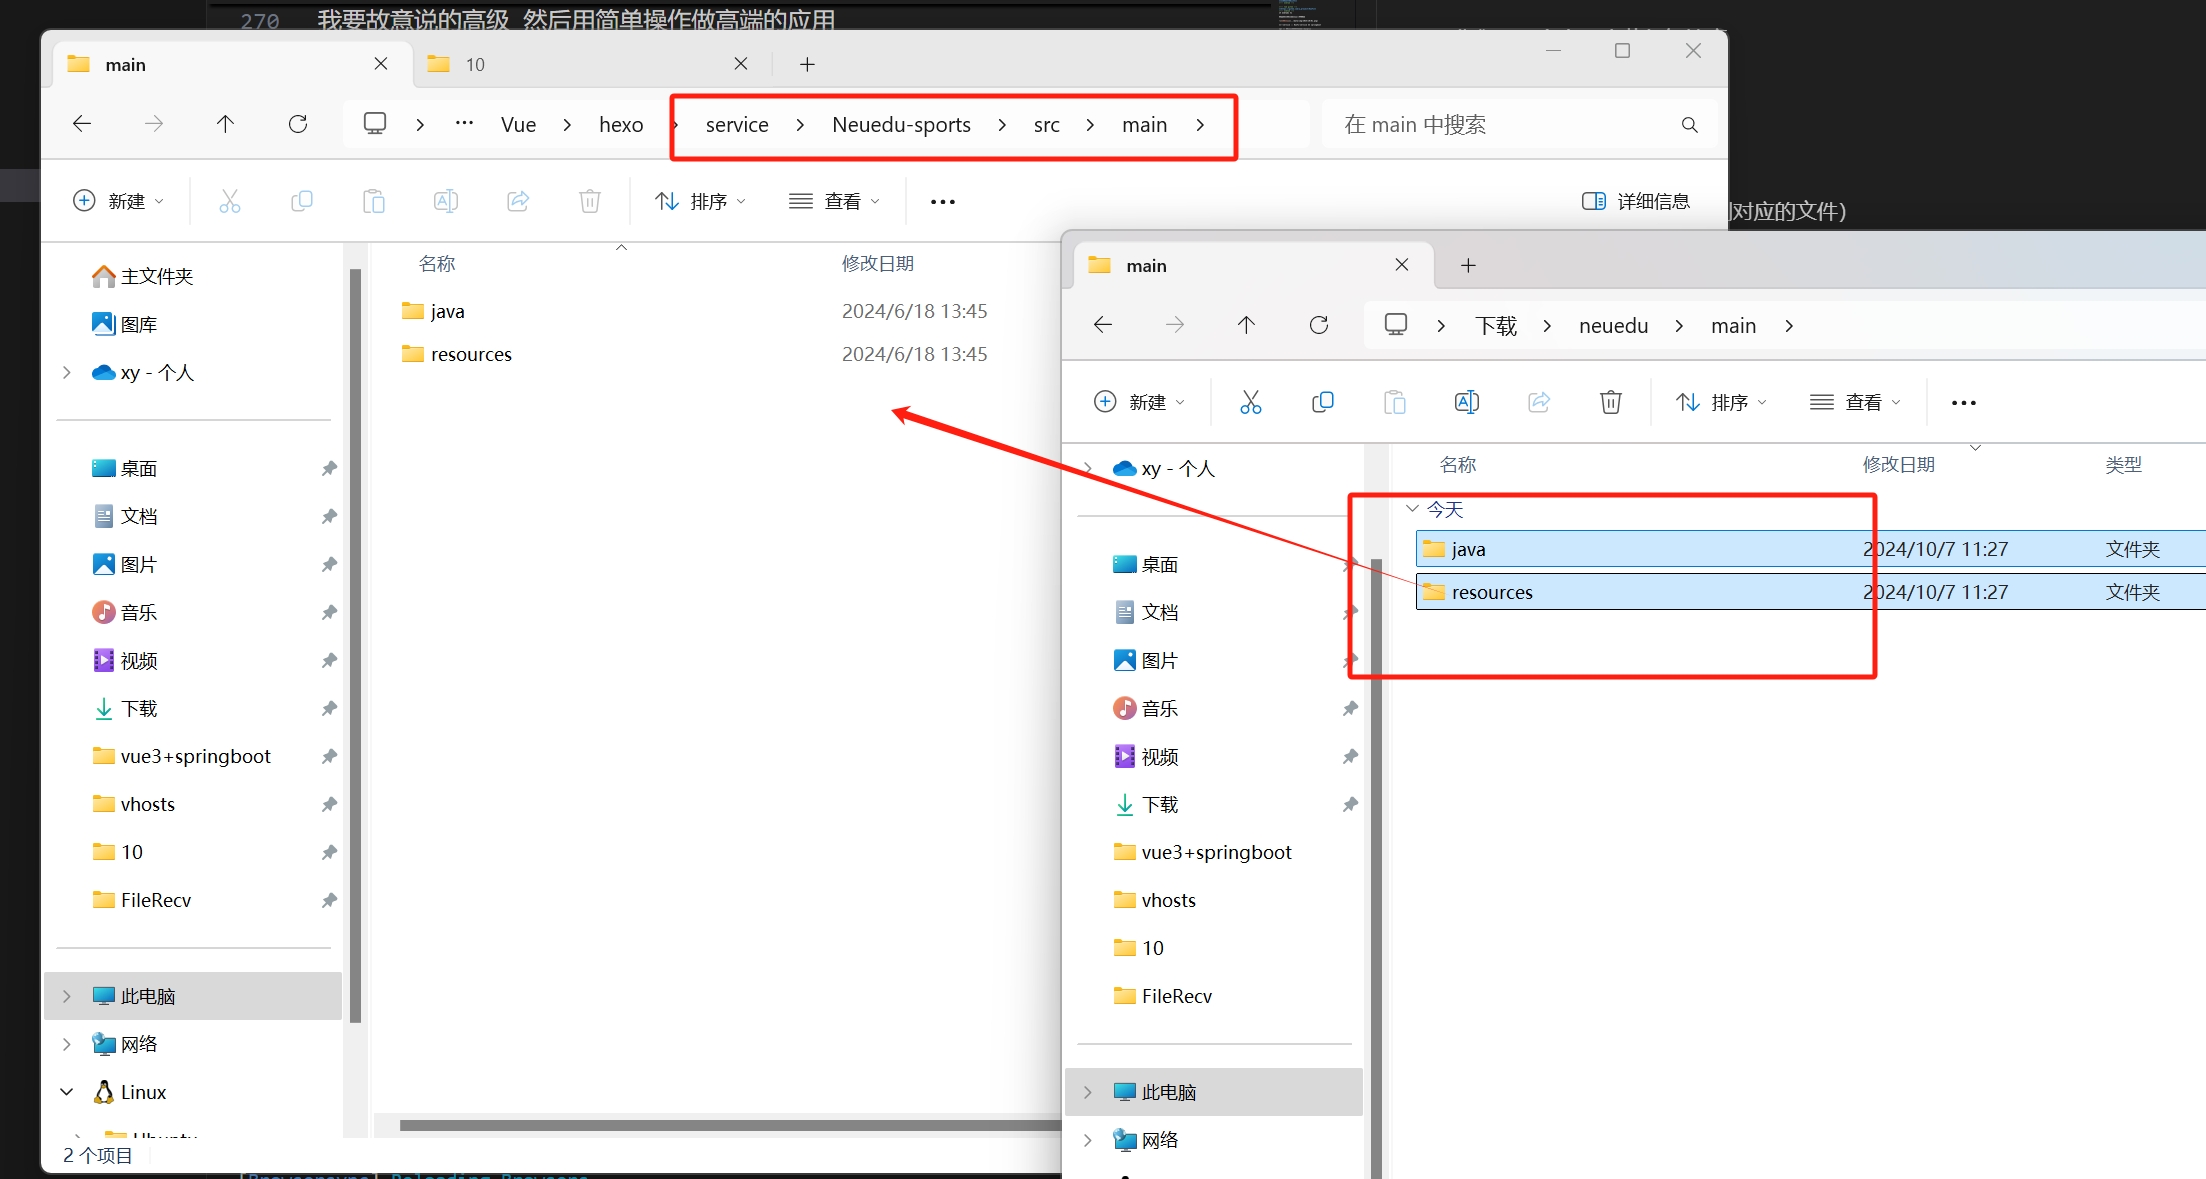 270 我要故意说的高级 然后用简单操作做高端的应用
main
10
Vue
hexo
service
Neuedu-sports
src
main
在 main 中搜索
新建
排序
查看
详细信息
对应的文件)
主文件夹
图库
xy - 个人
桌面
文档
图片
音乐
视频
下载
vue3+springboot
vhosts
10
FileRecv
此电脑
网络
Linux
Ubuntu
2 个项目
名称
修改日期
java 2024/6/18 13:45
resources 2024/6/18 13:45
main
下载
neuedu
main
新建
排序
查看
xy - 个人
桌面
文档
图片
音乐
视频
下载
vue3+springboot
vhosts
10
FileRecv
此电脑
网络
名称
修改日期
类型
今天
java 2024/10/7 11:27 文件夹
resources 2024/10/7 11:27 文件夹